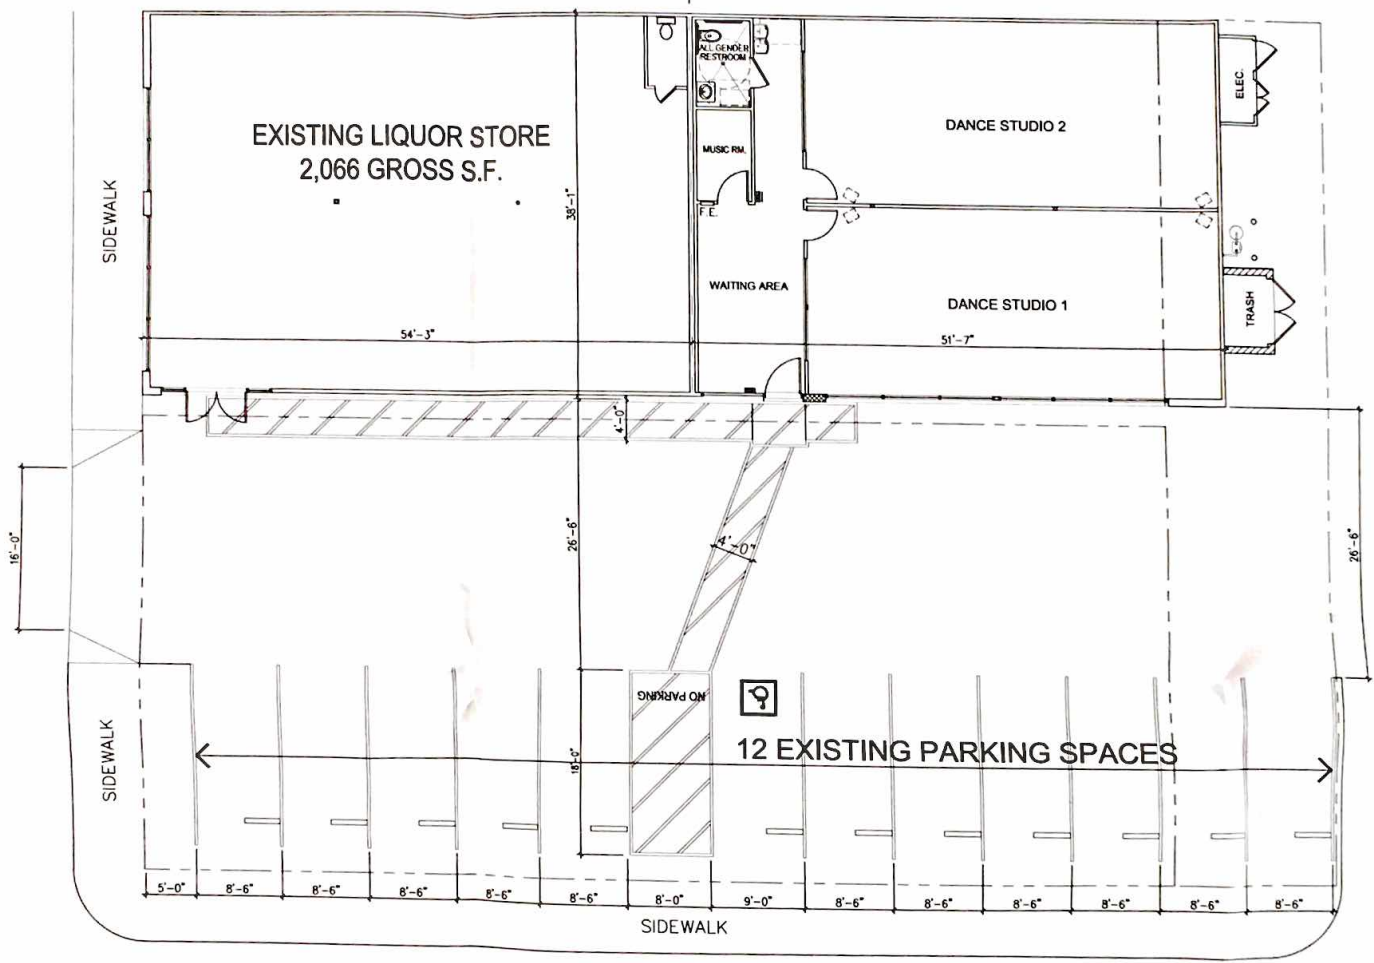 ALL GENDER
RESTROOM
ELEC.
EXISTING LIQUOR STORE
2,066 GROSS S.F.
DANCE STUDIO 2
MUSIC RM.
SIDEWALK
38'-1"
F.E.
WAITING AREA
DANCE STUDIO 1
TRASH
54'-3"
51'-7"
4'-0"
16'-0"
26'-6"
4'-0"
26'-6"
NO PARKING
SIDEWALK
18'-0"
12 EXISTING PARKING SPACES
5'-0" 8'-6" 8'-6" 8'-6" 8'-6" 8'-6" 8'-0" 9'-0" 8'-6" 8'-6" 8'-6" 8'-6" 8'-6" 8'-6"
SIDEWALK